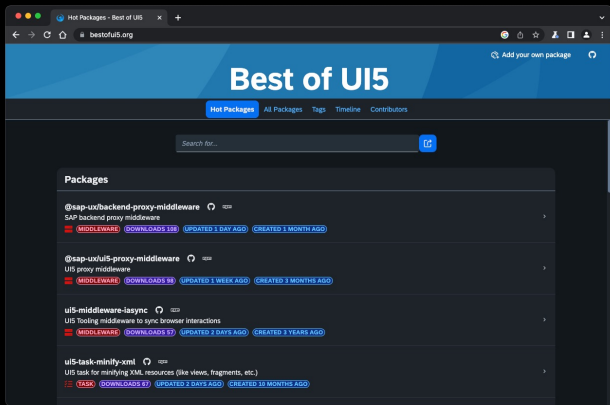 Hot Packages - Best of UI5
bestofui5.org
Add your own package
Best of UI5
Hot Packages All Packages Tags Timeline Contributors
Search for...
Packages
@sap-ux/backend-proxy-middleware
SAP backend proxy middleware
MIDDLEWARE DOWNLOADS 108 UPDATED 1 DAY AGO CREATED 1 MONTH AGO
@sap-ux/ui5-proxy-middleware
UI5 proxy middleware
MIDDLEWARE DOWNLOADS 98 UPDATED 1 WEEK AGO CREATED 3 MONTHS AGO
ui5-middleware-iasync
UI5 Tooling middleware to sync browser interactions
MIDDLEWARE DOWNLOADS 57 UPDATED 2 DAYS AGO CREATED 3 YEARS AGO
ui5-task-minify-xml
UI5 task for minifying XML resources (like views, fragments, etc.)
TASK DOWNLOADS 67 UPDATED 2 DAYS AGO CREATED 10 MONTHS AGO